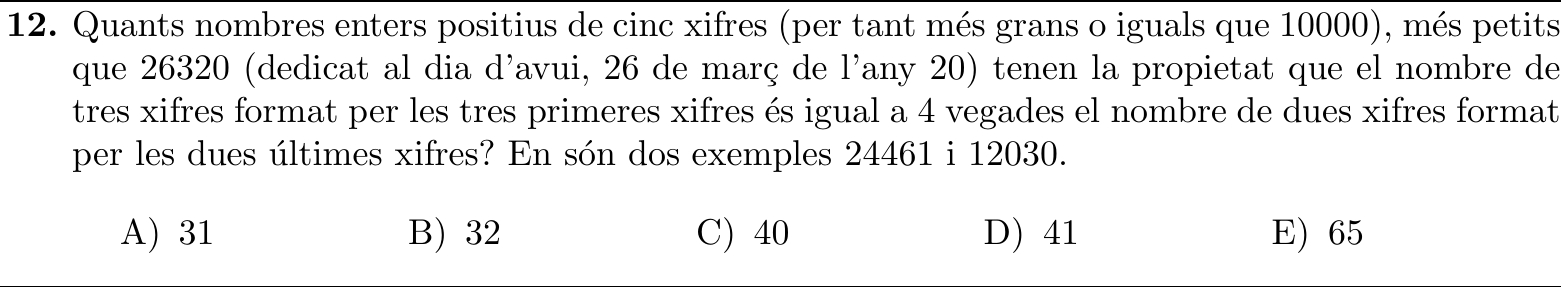 12. Quants nombres enters positius de cinc xifres (per tant més grans o iguals que 10000), més petits
que 26320 (dedicat al dia d'avui, 26 de març de l'any 20) tenen la propietat que el nombre de
tres xifres format per les tres primeres xifres és igual a 4 vegades el nombre de dues xifres format
per les dues últimes xifres? En són dos exemples 24461 i 12030.
A) 31 B) 32 C) 40 D) 41 E) 65